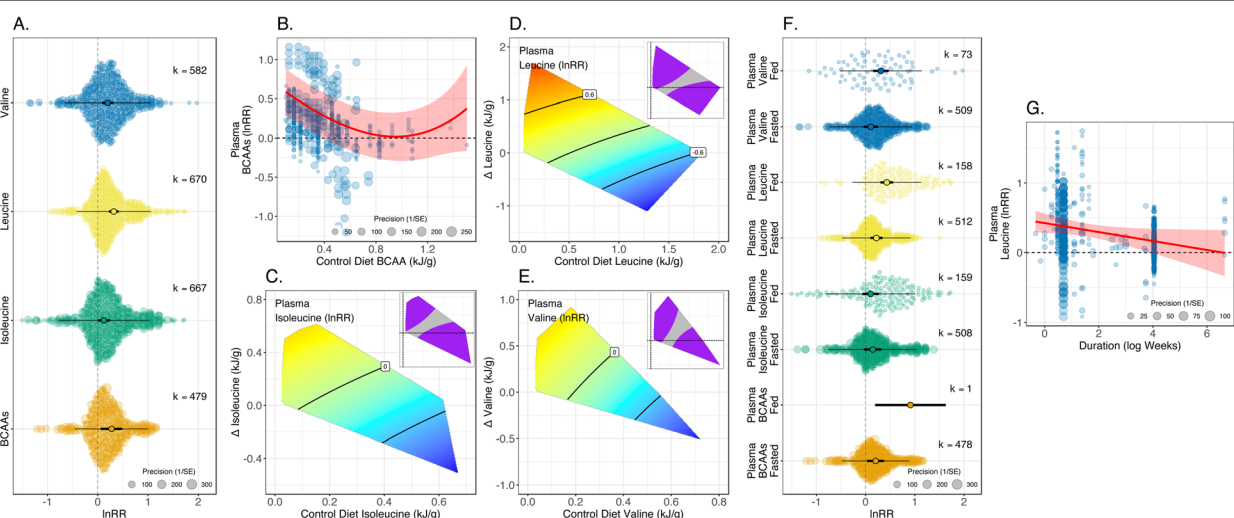 A.
Valine
Leucine
Isoleucine
BCAAs
k = 582
k = 670
k = 667
k = 479
Precision (1/SE)
100 200 300
-1 0 1 2
lnRR
B.
Plasma
BCAAs (lnRR)
1.0
0.5
0.0
-0.5
-1.0
Precision (1/SE)
50 100 150 200 250
0.4 0.8 1.2
Control Diet BCAA (kJ/g)
C.
Plasma
Isoleucine (lnRR)
Δ Isoleucine (kJ/g)
0.8
0.4
0.0
-0.4
0
0.0 0.2 0.4 0.6
Control Diet Isoleucine (kJ/g)
D.
Plasma
Leucine (lnRR)
Δ Leucine (kJ/g)
2
1
0
-1
0.6
-0.6
0.0 0.5 1.0 1.5 2.0
Control Diet Leucine (kJ/g)
E.
Plasma
Valine (lnRR)
Δ Valine (kJ/g)
1.0
0.5
0.0
-0.5
-1.0
0
0.0 0.2 0.4 0.6 0.8
Control Diet Valine (kJ/g)
F.
Plasma
Valine
Fed
k = 73
Plasma
Valine
Fasted
k = 509
Plasma
Leucine
Fed
k = 158
Plasma
Leucine
Fasted
k = 512
Plasma
Isoleucine
Fed
k = 159
Plasma
Isoleucine
Fasted
k = 508
Plasma
BCAAs
Fed
k = 1
Plasma
BCAAs
Fasted
k = 478
Precision (1/SE)
100 200 300
-1 0 1 2
lnRR
G.
Plasma
Leucine (lnRR)
1
0
-1
Precision (1/SE)
25 50 75 100
0 2 4 6
Duration (log Weeks)